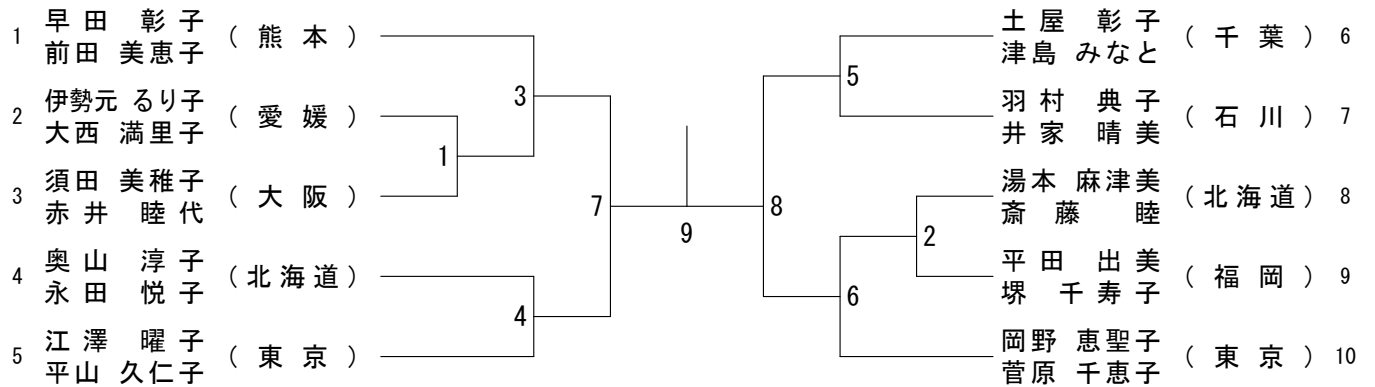 1 早田 彰子 (熊本)
前田 美恵子
2 伊勢元 るり子 (愛媛)
大西 満里子
3 須田 美稚子 (大阪)
赤井 睦代
4 奥山 淳子 (北海道)
永田 悦子
5 江澤 曜子 (東京)
平山 久仁子
3
1
7
4
9
土屋 彰子 (千葉) 6
津島 みなと
羽村 典子 (石川) 7
井家 晴美
湯本 麻津美 (北海道) 8
斎藤 睦
平田 出美 (福岡) 9
堺 千寿子
岡野 恵聖子 (東京) 10
菅原 千恵子
5
8
2
6